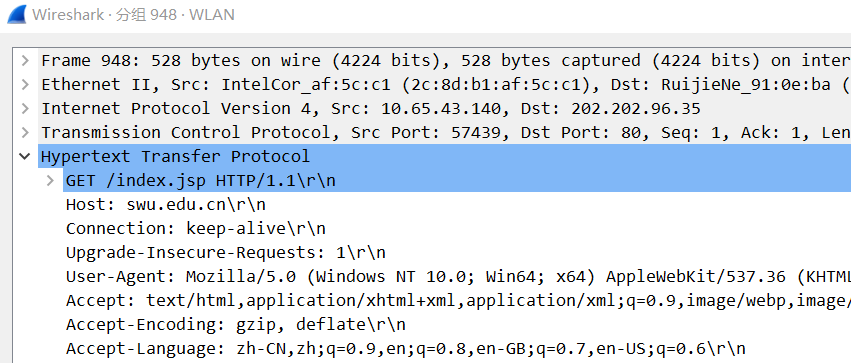 Wireshark · 分组 948 · WLAN
Frame 948: 528 bytes on wire (4224 bits), 528 bytes captured (4224 bits) on inter
Ethernet II, Src: IntelCor_af:5c:c1 (2c:8d:b1:af:5c:c1), Dst: RuijieNe_91:0e:ba (
Internet Protocol Version 4, Src: 10.65.43.140, Dst: 202.202.96.35
Transmission Control Protocol, Src Port: 57439, Dst Port: 80, Seq: 1, Ack: 1, Len
Hypertext Transfer Protocol
GET /index.jsp HTTP/1.1\r\n
Host: swu.edu.cn\r\n
Connection: keep-alive\r\n
Upgrade-Insecure-Requests: 1\r\n
User-Agent: Mozilla/5.0 (Windows NT 10.0; Win64; x64) AppleWebKit/537.36 (KHTML
Accept: text/html,application/xhtml+xml,application/xml;q=0.9,image/webp,image/
Accept-Encoding: gzip, deflate\r\n
Accept-Language: zh-CN,zh;q=0.9,en;q=0.8,en-GB;q=0.7,en-US;q=0.6\r\n